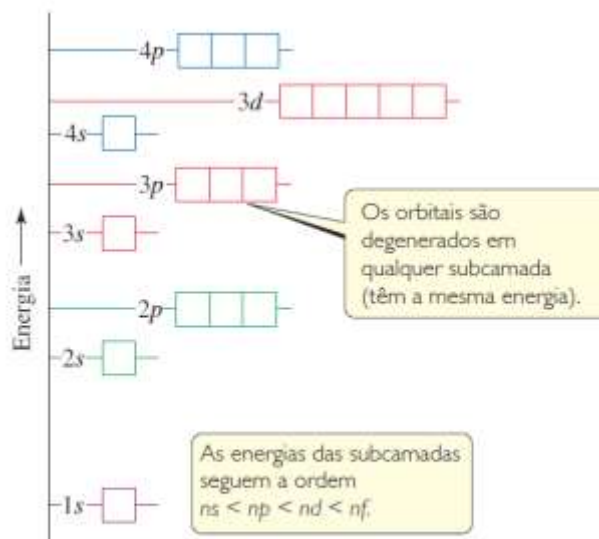 4p
3d
4s
3p
Os orbitais são
degenerados em
qualquer subcamada
(têm a mesma energia).
3s
Energia
2p
2s
As energias das subcamadas
seguem a ordem
ns < np < nd < nf.
1s